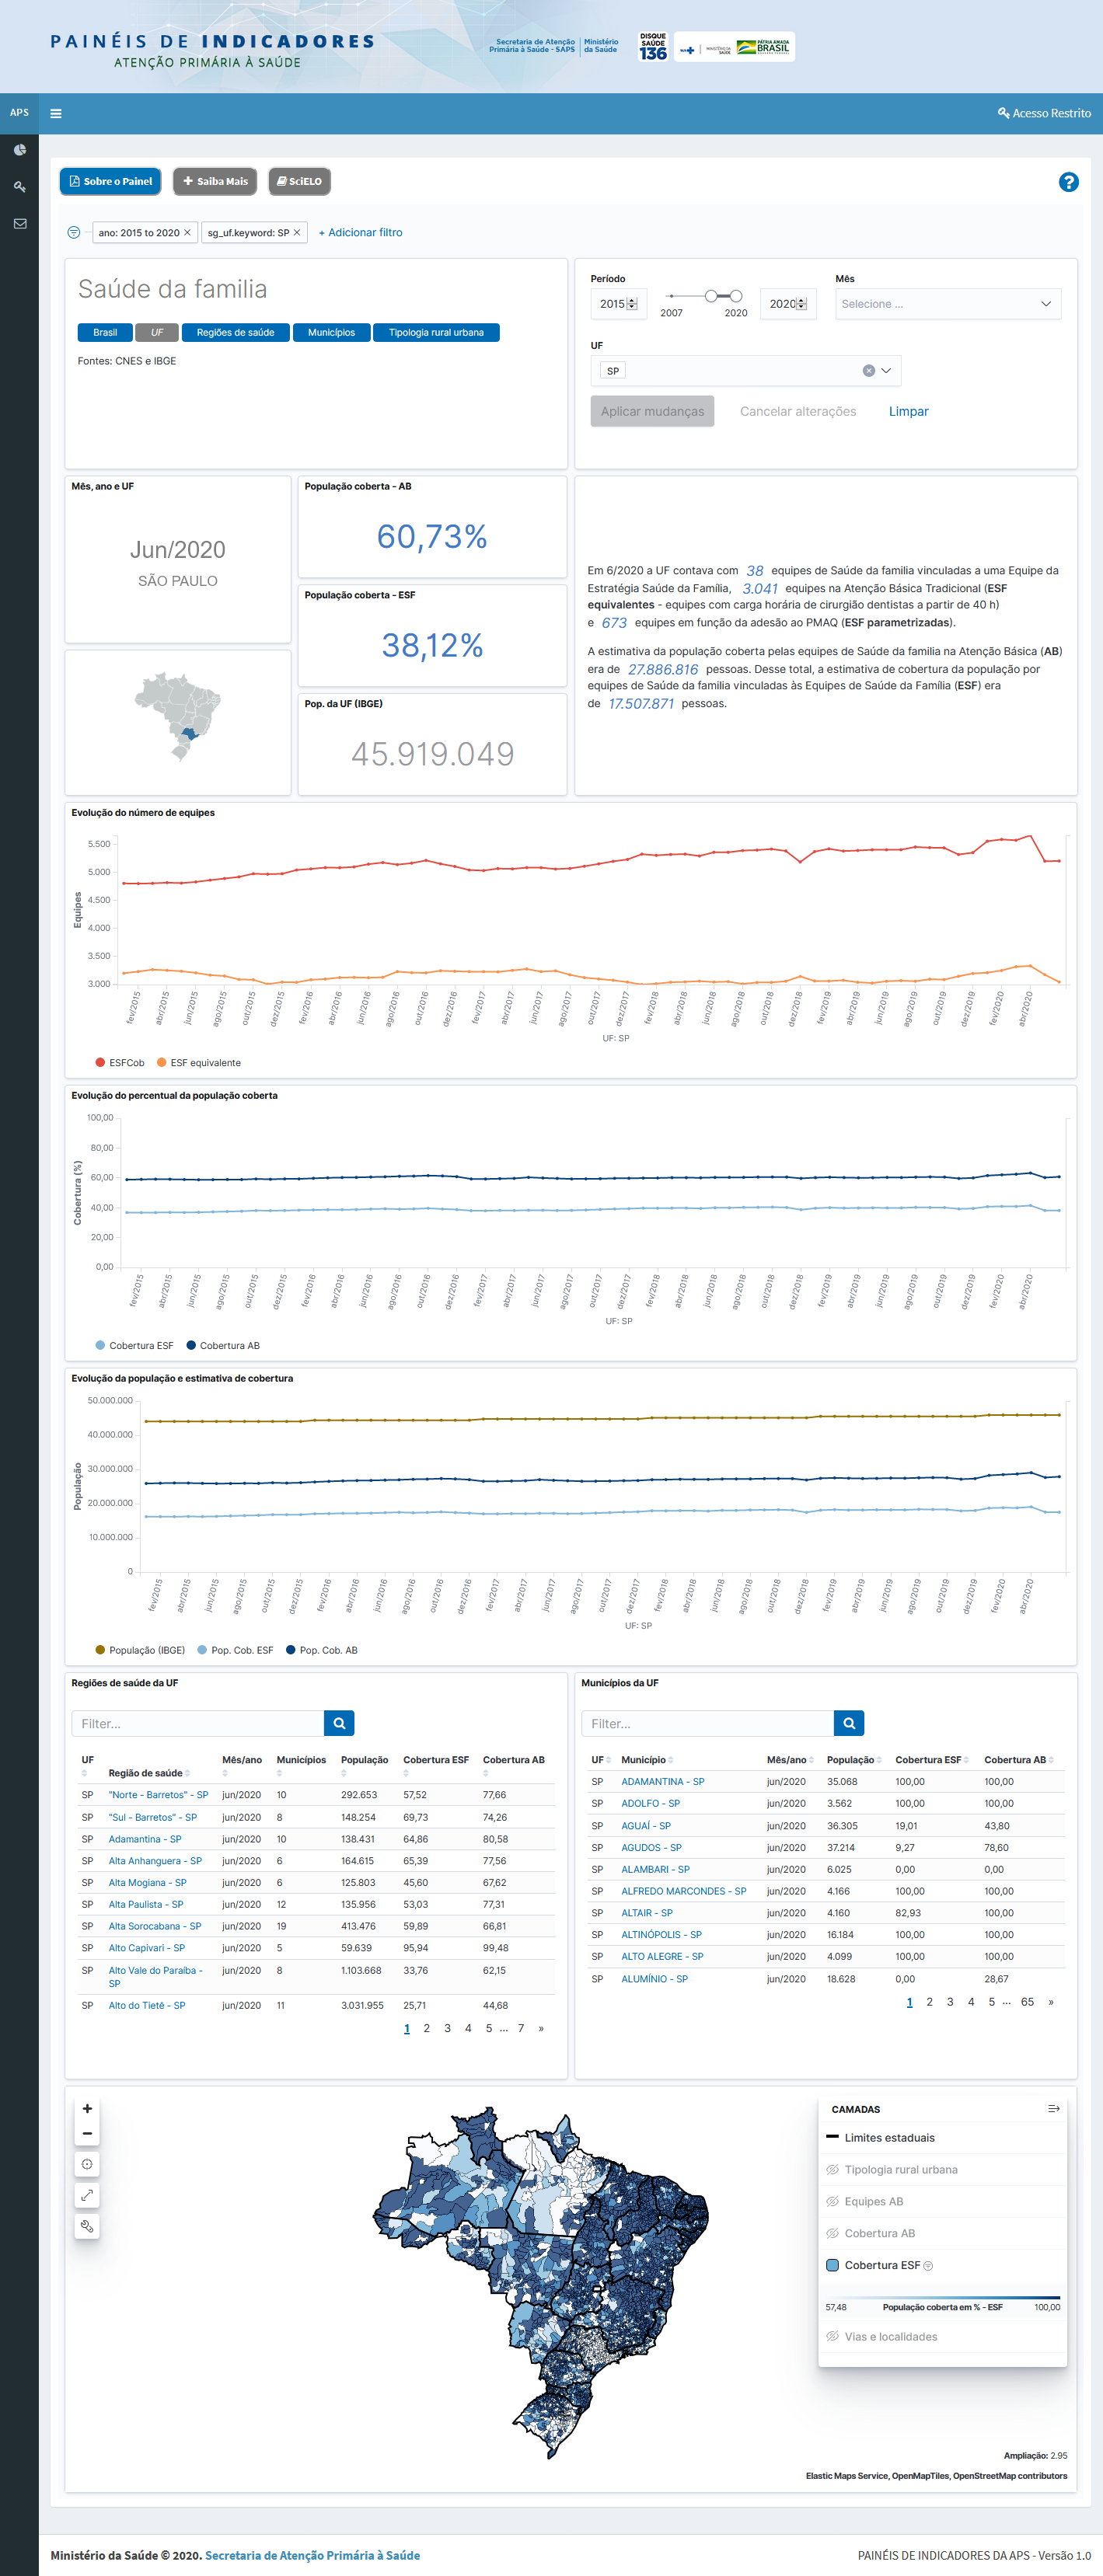 PAINÉIS DE INDICADORES
ATENÇÃO PRIMÁRIA À SAÚDE
Secretaria de Atenção
Primária à Saúde - SAPS
Ministério
da Saúde
DISQUE
SAÚDE
136
SUS
MINISTÉRIO DA
SAÚDE
PÁTRIA AMADA
BRASIL
APS
Acesso Restrito
Sobre o Painel
Saiba Mais
SciELO
ano: 2015 to 2020 ×
sg_uf.keyword: SP ×
+ Adicionar filtro
Saúde da familia
Brasil
UF
Regiões de saúde
Municípios
Tipologia rural urbana
Fontes: CNES e IBGE
Período
Mês
2015
2007
2020
2020
Selecione ...
UF
SP
Aplicar mudanças
Cancelar alterações
Limpar
Mês, ano e UF
Jun/2020
SÃO PAULO
População coberta - AB
60,73%
População coberta - ESF
38,12%
Pop. da UF (IBGE)
45.919.049
Em 6/2020 a UF contava com 38 equipes de Saúde da familia vinculadas a uma Equipe da
Estratégia Saúde da Família, 3.041 equipes na Atenção Básica Tradicional (ESF
equivalentes - equipes com carga horária de cirurgião dentistas a partir de 40 h)
e 673 equipes em função da adesão ao PMAQ (ESF parametrizadas).
A estimativa da população coberta pelas equipes de Saúde da familia na Atenção Básica (AB)
era de 27.886.816 pessoas. Desse total, a estimativa de cobertura da população por
equipes de Saúde da familia vinculadas às Equipes de Saúde da Família (ESF) era
de 17.507.871 pessoas.
Evolução do número de equipes
Equipes
5.500
5.000
4.500
4.000
3.500
3.000
fev/2015 abr/2015 jun/2015 ago/2015 out/2015 dez/2015 fev/2016 abr/2016 jun/2016 ago/2016 out/2016 dez/2016 fev/2017 abr/2017 jun/2017 ago/2017 out/2017 dez/2017 fev/2018 abr/2018 jun/2018 ago/2018 out/2018 dez/2018 fev/2019 abr/2019 jun/2019 ago/2019 out/2019 dez/2019 fev/2020 abr/2020
UF: SP
ESFCob
ESF equivalente
Evolução do percentual da população coberta
Cobertura (%)
100,00
80,00
60,00
40,00
20,00
0,00
fev/2015 abr/2015 jun/2015 ago/2015 out/2015 dez/2015 fev/2016 abr/2016 jun/2016 ago/2016 out/2016 dez/2016 fev/2017 abr/2017 jun/2017 ago/2017 out/2017 dez/2017 fev/2018 abr/2018 jun/2018 ago/2018 out/2018 dez/2018 fev/2019 abr/2019 jun/2019 ago/2019 out/2019 dez/2019 fev/2020 abr/2020
UF: SP
Cobertura ESF
Cobertura AB
Evolução da população e estimativa de cobertura
População
50.000.000
40.000.000
30.000.000
20.000.000
10.000.000
0
fev/2015 abr/2015 jun/2015 ago/2015 out/2015 dez/2015 fev/2016 abr/2016 jun/2016 ago/2016 out/2016 dez/2016 fev/2017 abr/2017 jun/2017 ago/2017 out/2017 dez/2017 fev/2018 abr/2018 jun/2018 ago/2018 out/2018 dez/2018 fev/2019 abr/2019 jun/2019 ago/2019 out/2019 dez/2019 fev/2020 abr/2020
UF: SP
População (IBGE)
Pop. Cob. ESF
Pop. Cob. AB
Regiões de saúde da UF
Filter...
UF Região de saúde Mês/ano Municípios População Cobertura ESF Cobertura AB
SP "Norte - Barretos" - SP jun/2020 10 292.653 57,52 77,66
SP "Sul - Barretos" - SP jun/2020 8 148.254 69,73 74,26
SP Adamantina - SP jun/2020 10 138.431 64,86 80,58
SP Alta Anhanguera - SP jun/2020 6 164.615 65,39 77,56
SP Alta Mogiana - SP jun/2020 6 125.803 45,60 67,62
SP Alta Paulista - SP jun/2020 12 135.956 53,03 77,31
SP Alta Sorocabana - SP jun/2020 19 413.476 59,89 66,81
SP Alto Capivari - SP jun/2020 5 59.639 95,94 99,48
SP Alto Vale do Paraíba - jun/2020 8 1.103.668 33,76 62,15
SP
SP Alto do Tietê - SP jun/2020 11 3.031.955 25,71 44,68
1 2 3 4 5 ... 7 »
Municípios da UF
Filter...
UF Município Mês/ano População Cobertura ESF Cobertura AB
SP ADAMANTINA - SP jun/2020 35.068 100,00 100,00
SP ADOLFO - SP jun/2020 3.562 100,00 100,00
SP AGUAÍ - SP jun/2020 36.305 19,01 43,80
SP AGUDOS - SP jun/2020 37.214 9,27 78,60
SP ALAMBARI - SP jun/2020 6.025 0,00 0,00
SP ALFREDO MARCONDES - SP jun/2020 4.166 100,00 100,00
SP ALTAIR - SP jun/2020 4.160 82,93 100,00
SP ALTINÓPOLIS - SP jun/2020 16.184 100,00 100,00
SP ALTO ALEGRE - SP jun/2020 4.099 100,00 100,00
SP ALUMÍNIO - SP jun/2020 18.628 0,00 28,67
1 2 3 4 5 ... 65 »
CAMADAS
Limites estaduais
Tipologia rural urbana
Equipes AB
Cobertura AB
Cobertura ESF
57,48 População coberta em % - ESF 100,00
Vias e localidades
Ampliação: 2.95
Elastic Maps Service, OpenMapTiles, OpenStreetMap contributors
Ministério da Saúde © 2020. Secretaria de Atenção Primária à Saúde
PAINÉIS DE INDICADORES DA APS - Versão 1.0